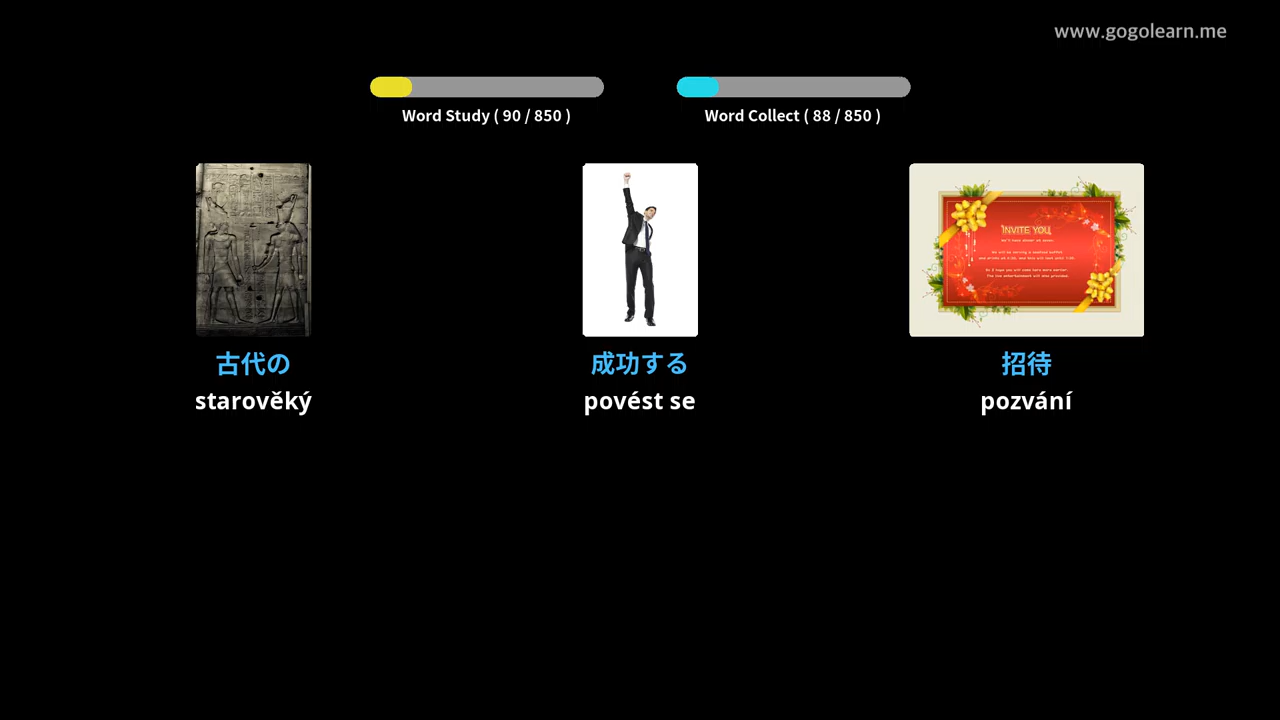 www.gogolearn.me
Word Study ( 90 / 850 )
Word Collect ( 88 / 850 )
INVITE YOU
古代の
starověký
成功する
povést se
招待
pozvání